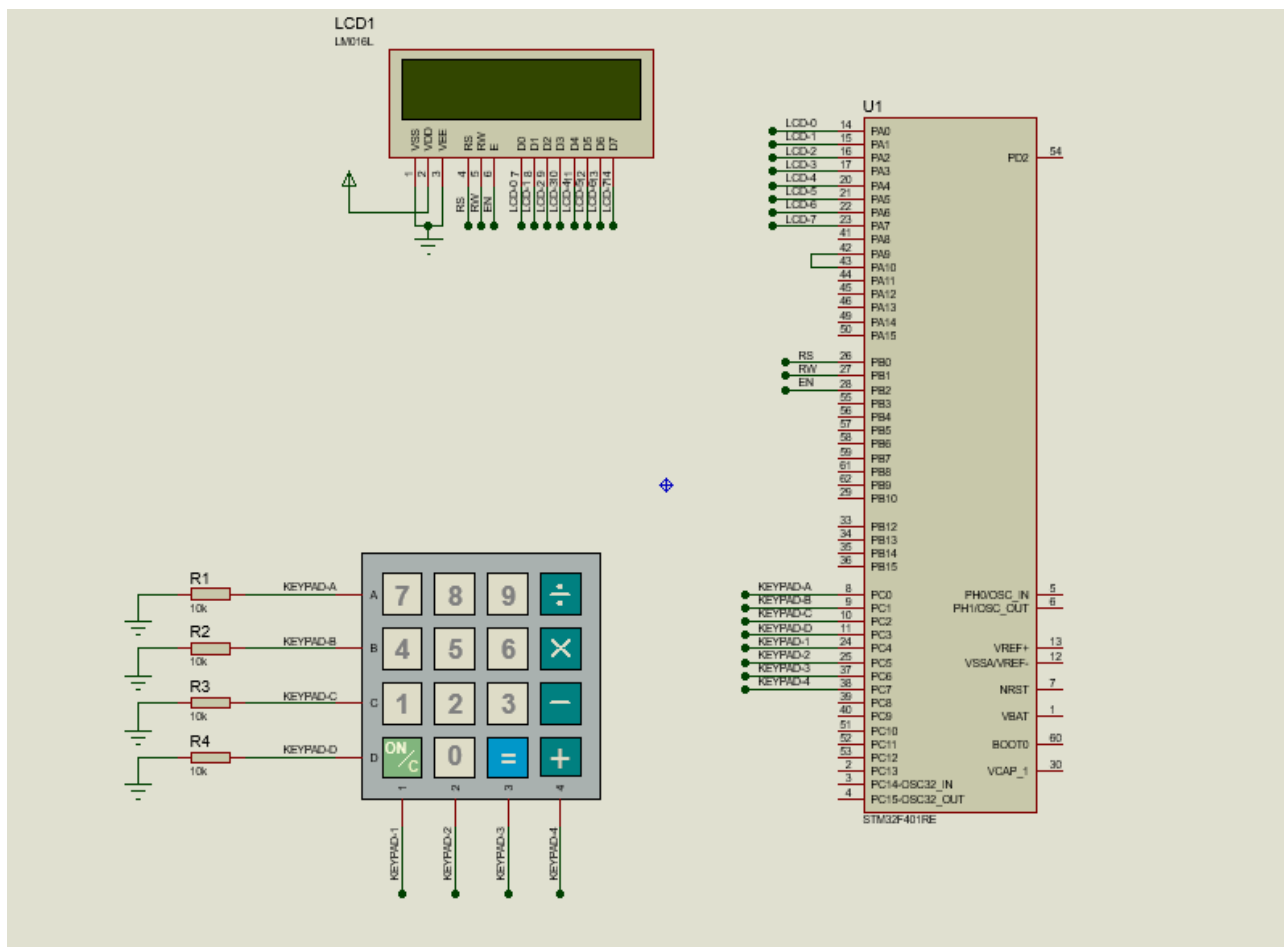 LCD1
LM016L
VSS VDD VEE RS RW E D0 D1 D2 D3 D4 D5 D6 D7
1 2 3 4 5 6 7 8 9 10 11 12 13 14
RS RW EN LCD-0 LCD-1 LCD-2 LCD-3 LCD-4 LCD-5 LCD-6 LCD-7
U1
LCD-0 14 PA0
LCD-1 15 PA1
LCD-2 16 PA2
LCD-3 17 PA3
LCD-4 20 PA4
LCD-5 21 PA5
LCD-6 22 PA6
LCD-7 23 PA7
41 PA8
42 PA9
43 PA10
44 PA11
45 PA12
46 PA13
49 PA14
50 PA15
RS 26 PB0
RW 27 PB1
EN 28 PB2
55 PB3
56 PB4
57 PB5
58 PB6
59 PB7
61 PB8
62 PB9
29 PB10
33 PB12
34 PB13
35 PB14
36 PB15
KEYPAD-A 8 PC0
KEYPAD-B 9 PC1
KEYPAD-C 10 PC2
KEYPAD-D 11 PC3
KEYPAD-1 24 PC4
KEYPAD-2 25 PC5
KEYPAD-3 37 PC6
KEYPAD-4 38 PC7
39 PC8
40 PC9
51 PC10
52 PC11
53 PC12
2 PC13
3 PC14-OSC32_IN
4 PC15-OSC32_OUT
PD2 54
PH0/OSC_IN 5
PH1/OSC_OUT 6
VREF+ 13
VSSA/VREF- 12
NRST 7
VBAT 1
BOOT0 60
VCAP_1 30
STM32F401RE
R1
10k
KEYPAD-A
R2
10k
KEYPAD-B
R3
10k
KEYPAD-C
R4
10k
KEYPAD-D
A 7 8 9 ÷
B 4 5 6 ×
C 1 2 3 −
D ON/C 0 = +
1 2 3 4
KEYPAD-1 KEYPAD-2 KEYPAD-3 KEYPAD-4